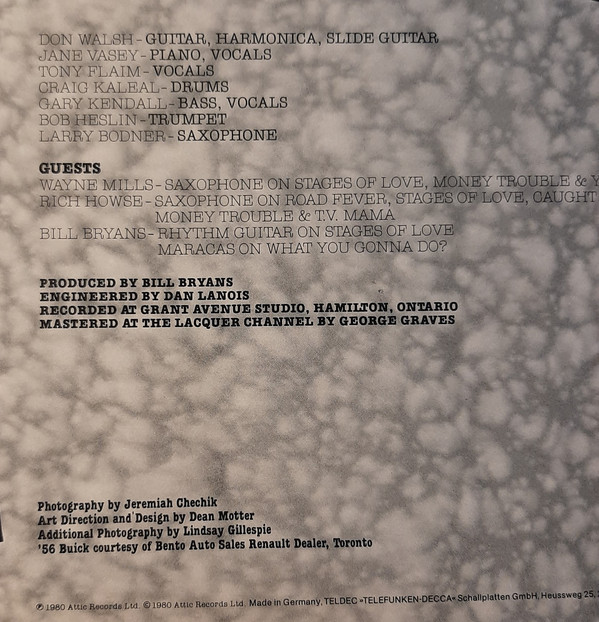 DON WALSH - GUITAR, HARMONICA, SLIDE GUITAR
JANE VASEY - PIANO, VOCALS
TONY FLAIM - VOCALS
CRAIG KALEAL - DRUMS
GARY KENDALL - BASS, VOCALS
BOB HESLIN - TRUMPET
LARRY BODNER - SAXOPHONE
GUESTS
WAYNE MILLS - SAXOPHONE ON STAGES OF LOVE, MONEY TROUBLE &
RICH HOWSE - SAXOPHONE ON ROAD FEVER, STAGES OF LOVE, CAUGHT
MONEY TROUBLE & T.V. MAMA
BILL BRYANS - RHYTHM GUITAR ON STAGES OF LOVE
MARACAS ON WHAT YOU GONNA DO?
PRODUCED BY BILL BRYANS
ENGINEERED BY DAN LANOIS
RECORDED AT GRANT AVENUE STUDIO, HAMILTON, ONTARIO
MASTERED AT THE LACQUER CHANNEL BY GEORGE GRAVES
Photography by Jeremiah Chechik
Art Direction and Design by Dean Motter
Additional Photography by Lindsay Gillespie
'56 Buick courtesy of Bento Auto Sales Renault Dealer, Toronto
℗ 1980 Attic Records Ltd. © 1980 Attic Records Ltd. Made in Germany, TELDEC »TELEFUNKEN-DECCA« Schallplatten GmbH, Heussweg 25,